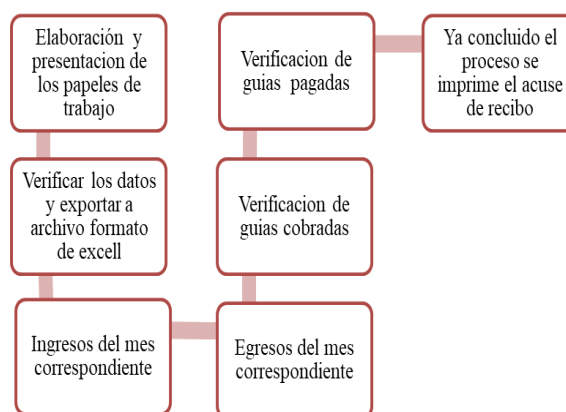 Elaboración y
presentacion de
los papeles de
trabajo
Verificar los datos
y exportar a
archivo formato
de excell
Ingresos del mes
correspondiente
Egresos del mes
correspondiente
Verificacion de
guias cobradas
Verificacion de
guias pagadas
Ya concluido el
proceso se
imprime el acuse
de recibo